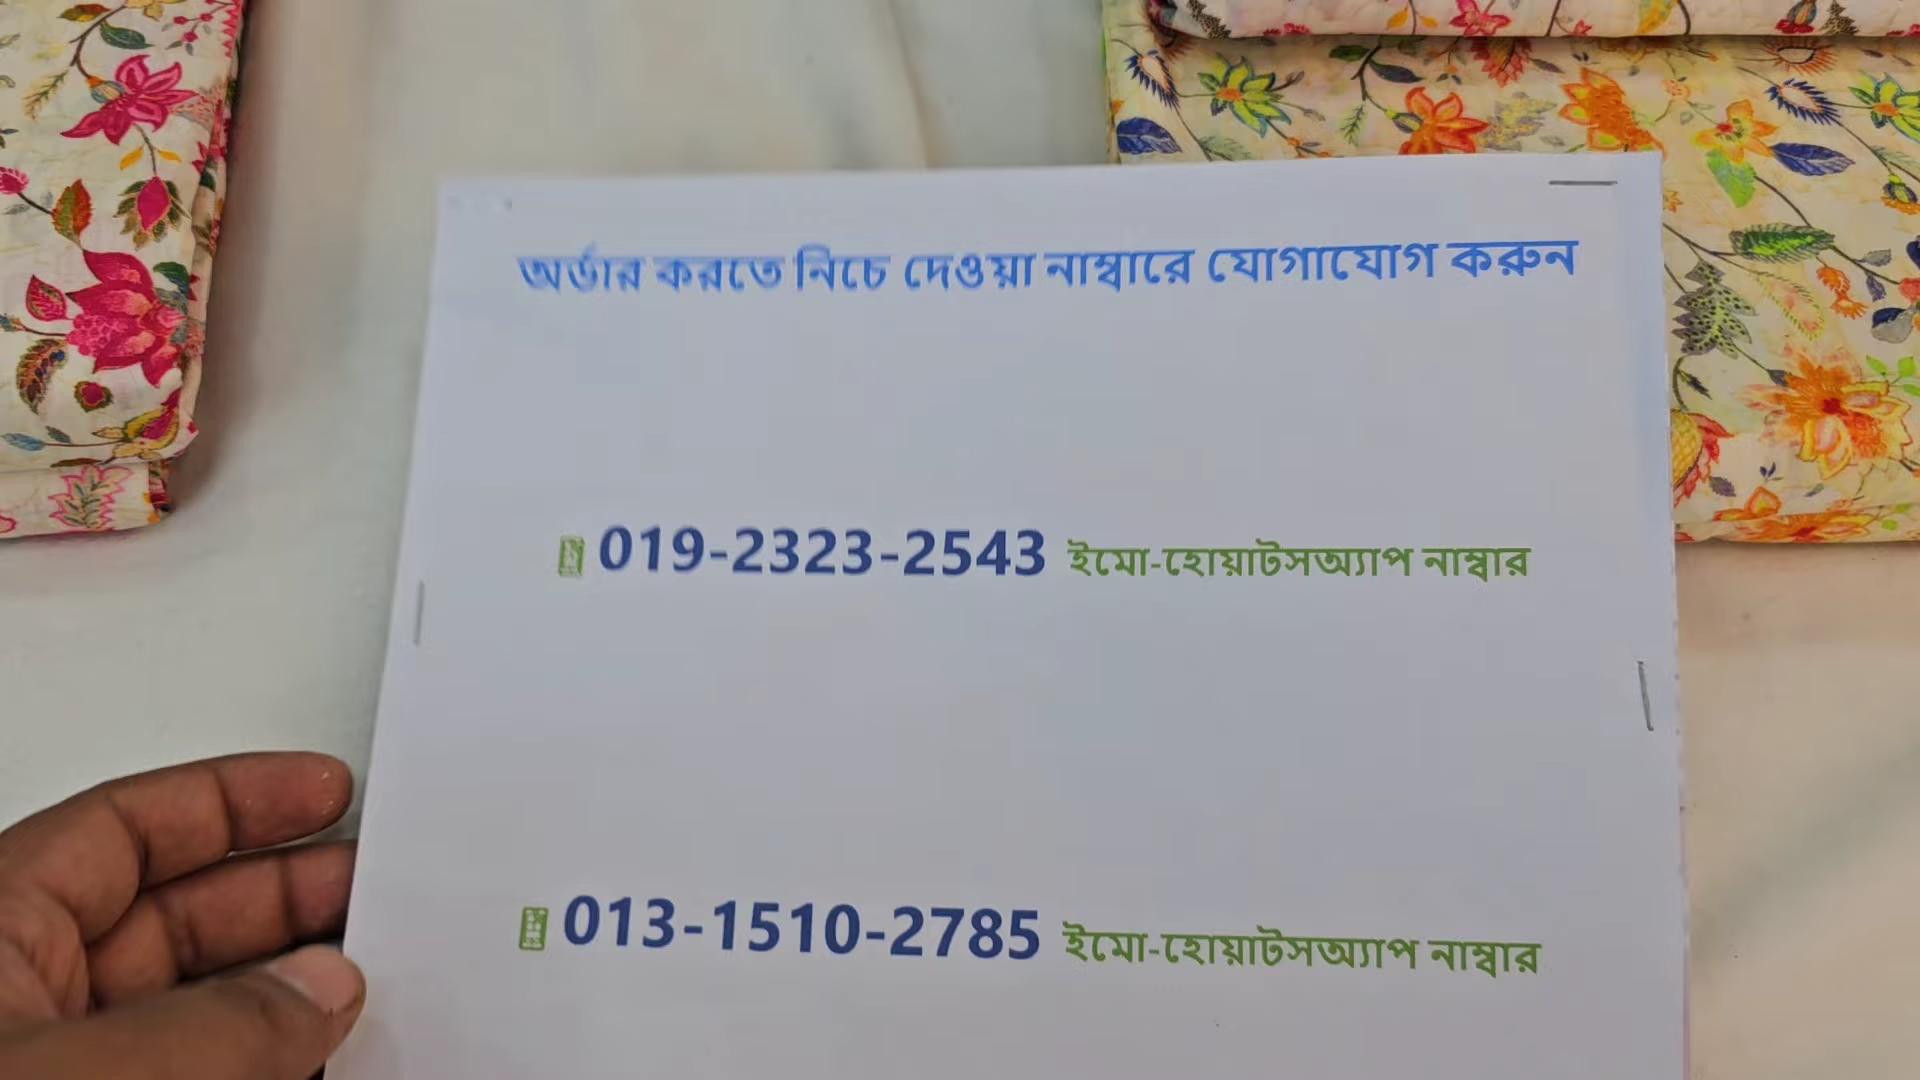 অর্ডার করতে নিচে দেওয়া নাম্বারে যোগাযোগ করুন
019-2323-2543 ইমো-হোয়াটসঅ্যাপ নাম্বার
013-1510-2785 ইমো-হোয়াটসঅ্যাপ নাম্বার